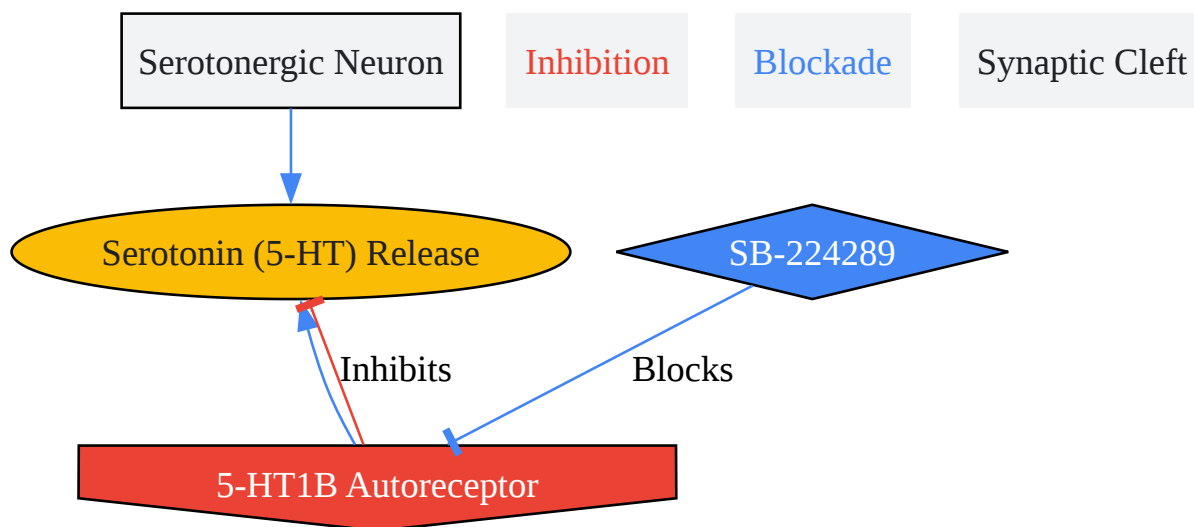 Serotonergic Neuron
Inhibition
Blockade
Synaptic Cleft
Serotonin (5-HT) Release
SB-224289
Inhibits
Blocks
5-HT1B Autoreceptor